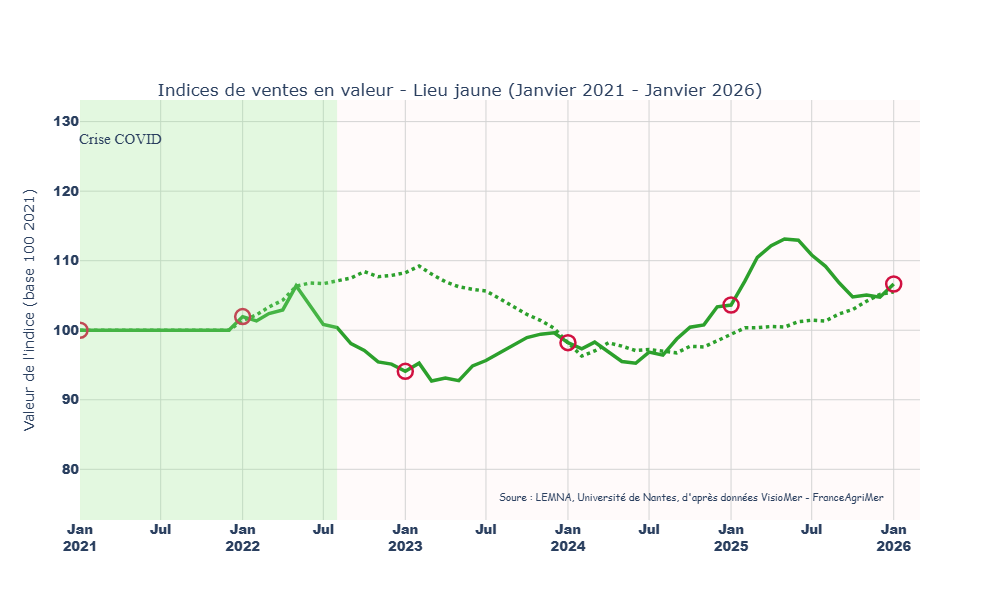 Indices de ventes en valeur - Lieu jaune (Janvier 2021 - Janvier 2026)
130
Crise COVID
120
110
100
90
80
Valeur de l'indice (base 100 2021)
Soure : LEMNA, Université de Nantes, d'après données VisioMer - FranceAgriMer
Jan Jul Jan Jul Jan Jul Jan Jul Jan Jul Jan
2021 2022 2023 2024 2025 2026